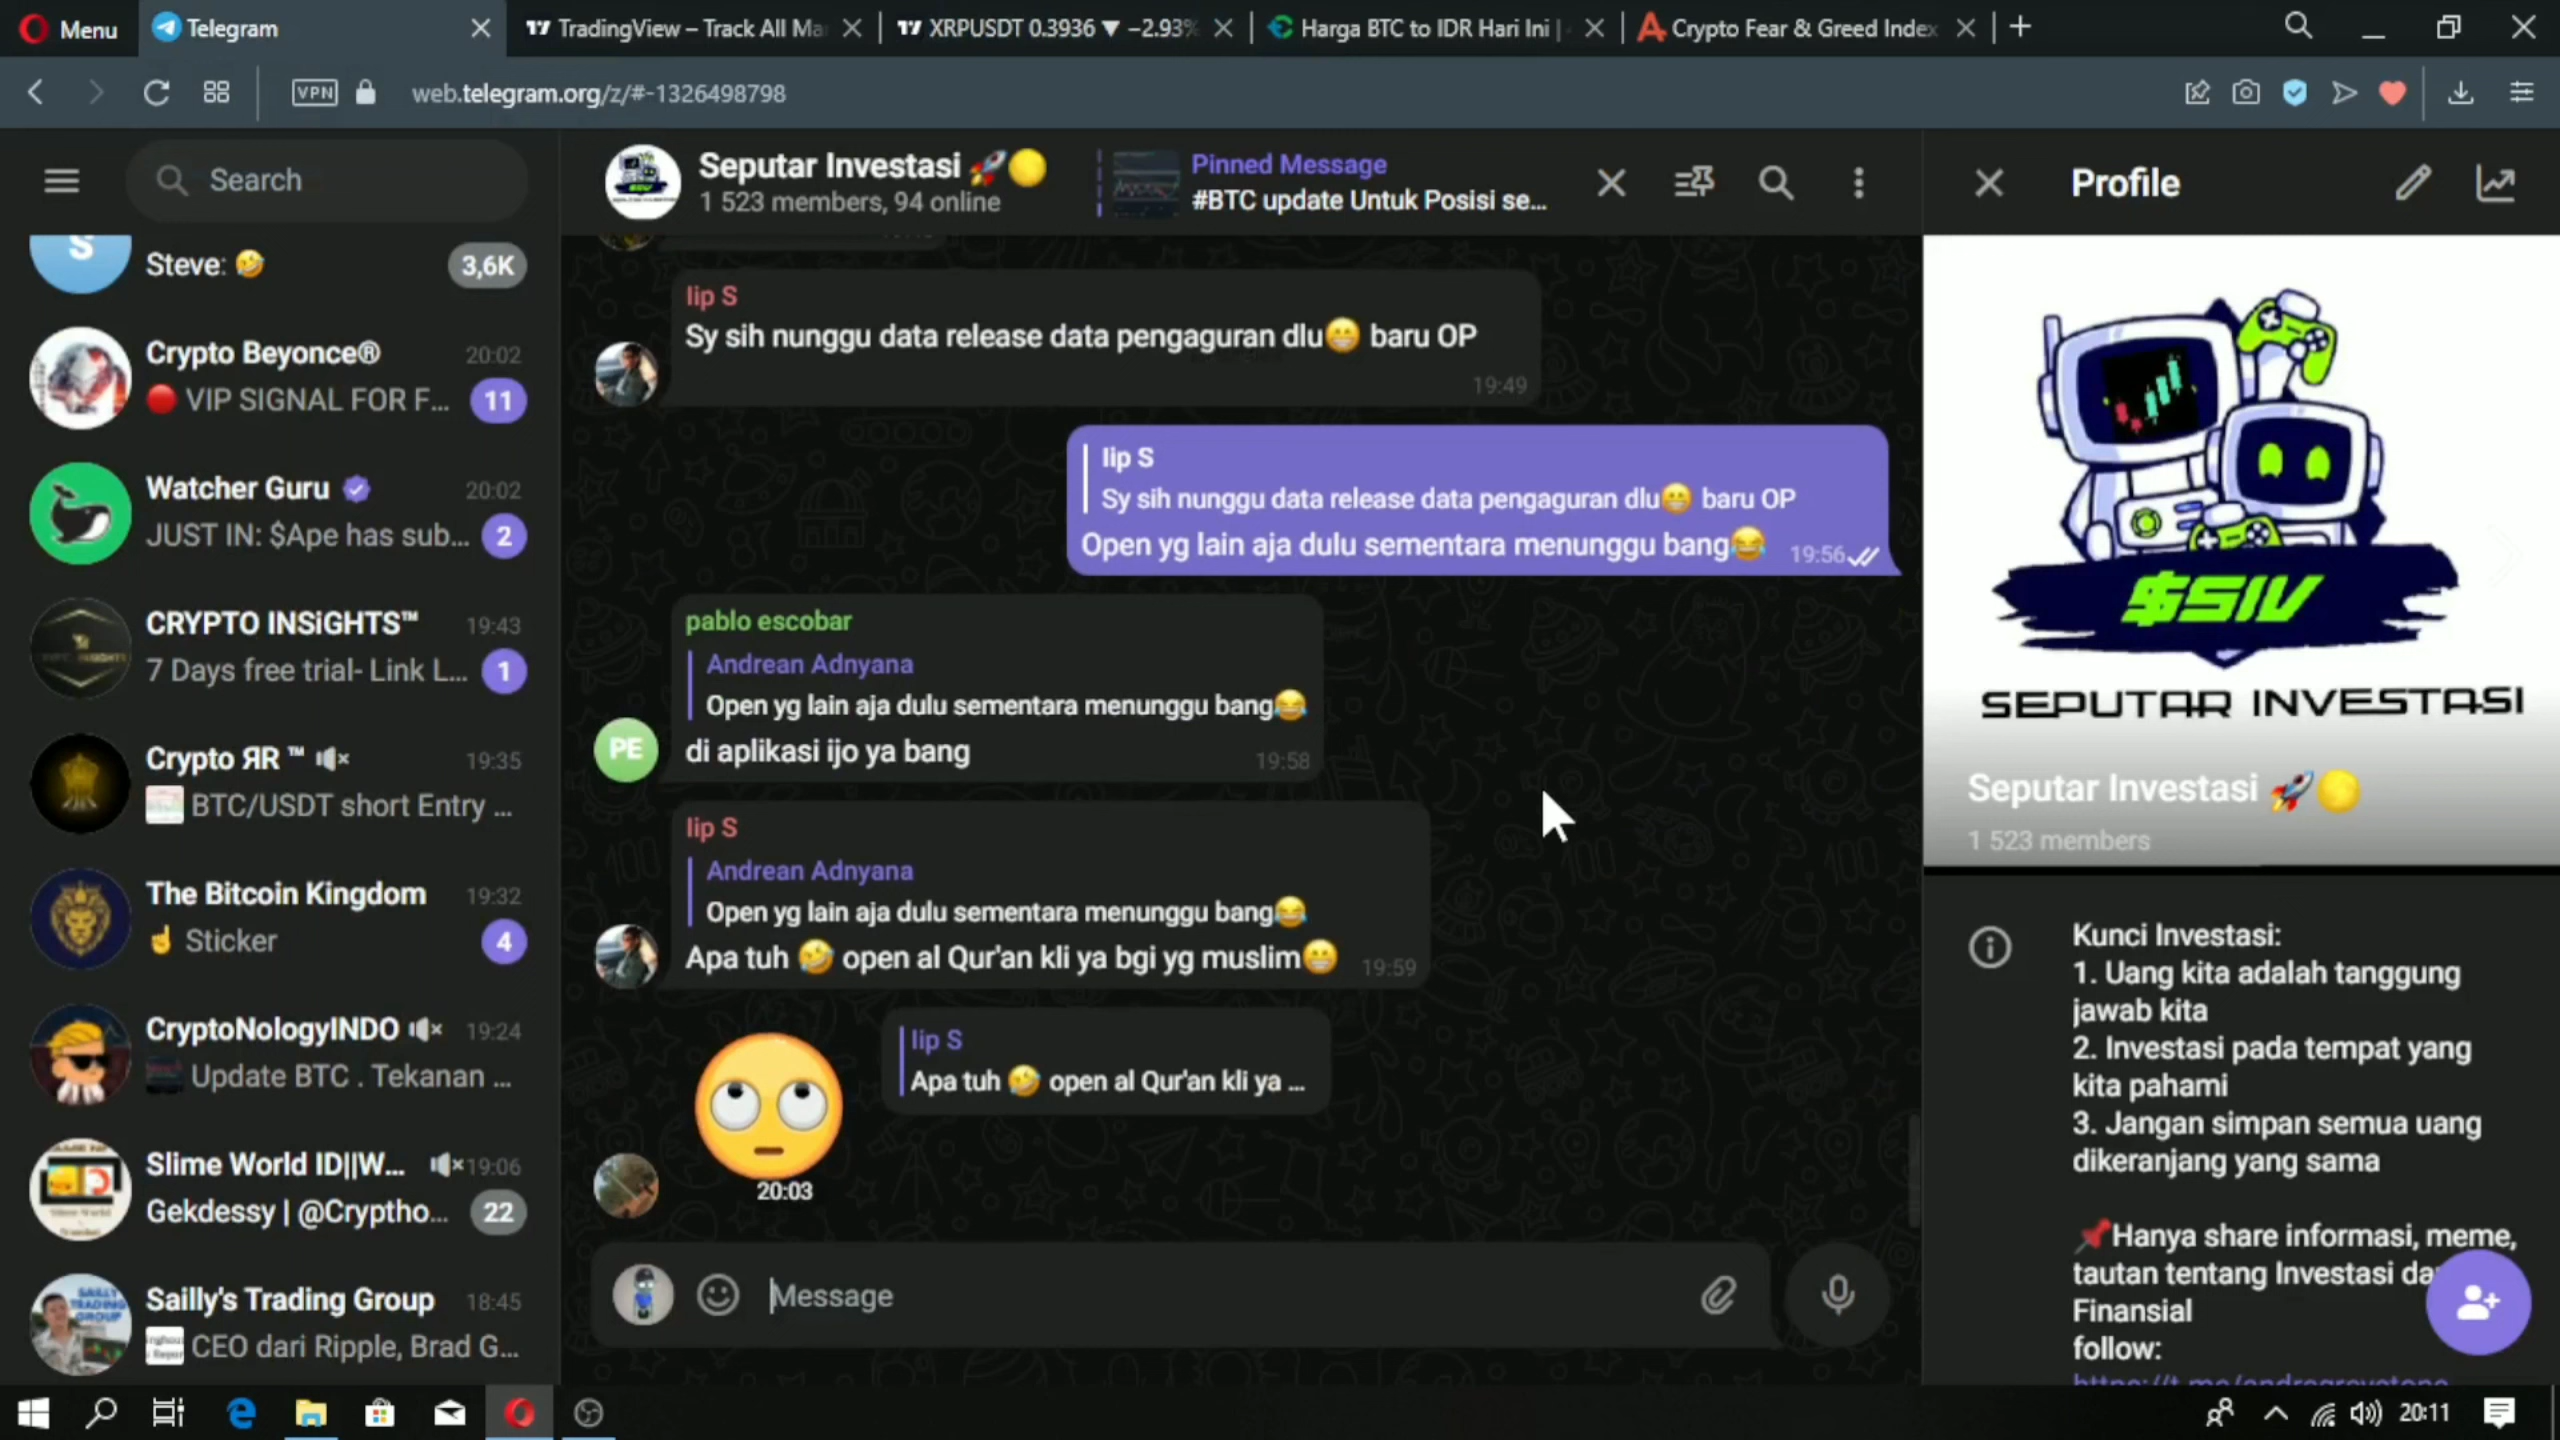 Menu
Telegram
TradingView – Track All Ma
XRPUSDT 0.3936 ▼ −2.93%
Harga BTC to IDR Hari Ini |
Crypto Fear & Greed Index
VPN
web.telegram.org/z/#-1326498798
Search
S
Steve: 🤣
3,6K
Crypto Beyonce®
20:02
🔴 VIP SIGNAL FOR F...
11
Watcher Guru
20:02
JUST IN: $Ape has sub...
2
CRYPTO INSiGHTS™
19:43
7 Days free trial- Link L...
1
Crypto ЯR ™
19:35
BTC/USDT short Entry ...
The Bitcoin Kingdom
19:32
☝ Sticker
4
CryptoNologyINDO
19:24
Update BTC . Tekanan ...
Slime World ID||W...
19:06
Gekdessy | @Cryptho...
22
Sailly's Trading Group
18:45
CEO dari Ripple, Brad G...
Seputar Investasi 🚀🌕
1 523 members, 94 online
Pinned Message
#BTC update Untuk Posisi se...
Iip S
Sy sih nunggu data release data pengaguran dlu😁 baru OP
19:49
Iip S
Sy sih nunggu data release data pengaguran dlu😁 baru OP
Open yg lain aja dulu sementara menunggu bang😂
19:56
pablo escobar
Andrean Adnyana
Open yg lain aja dulu sementara menunggu bang😂
PE
di aplikasi ijo ya bang
19:58
Iip S
Andrean Adnyana
Open yg lain aja dulu sementara menunggu bang😂
Apa tuh 🤣 open al Qur'an kli ya bgi yg muslim😁
19:59
Iip S
Apa tuh 🤣 open al Qur'an kli ya ...
20:03
Message
Profile
$SIV
SEPUTAR INVESTASI
Seputar Investasi 🚀🌕
1 523 members
Kunci Investasi:
1. Uang kita adalah tanggung
jawab kita
2. Investasi pada tempat yang
kita pahami
3. Jangan simpan semua uang
dikeranjang yang sama
📌Hanya share informasi, meme,
tautan tentang Investasi da
Finansial
follow:
20:11